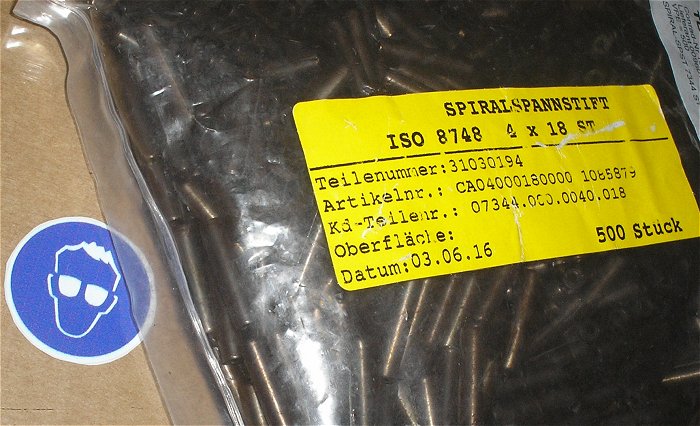 SPIRALSPANNSTIFT
ISO 8748 4 x 18 ST
Teilenummer:31030194
Artikelnr.: CA04000180000 1085879
Kd-Teilenr.: 07344.000.0040.018
Oberfläche:
500 Stück
Datum:03.06.16